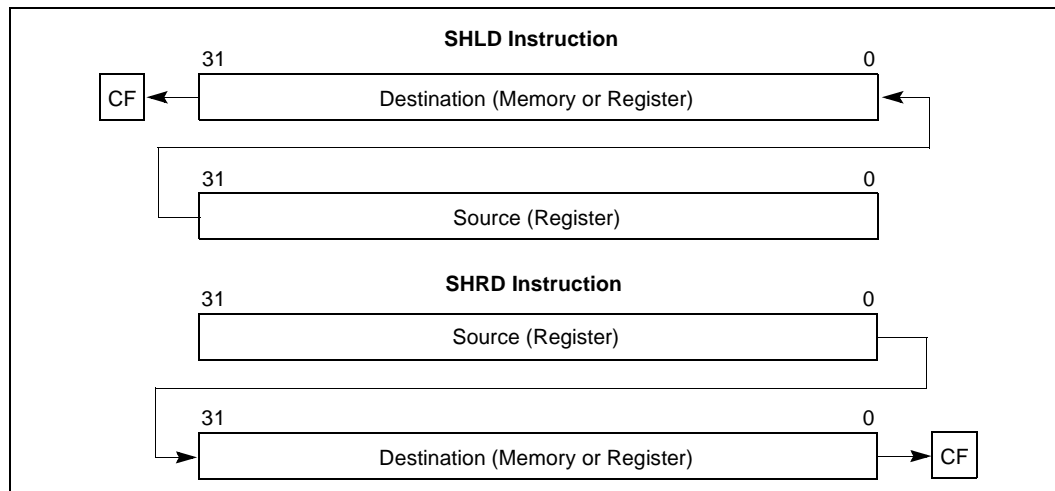 SHLD Instruction
31 0
CF Destination (Memory or Register)
31 0
Source (Register)
SHRD Instruction
31 0
Source (Register)
31 0
Destination (Memory or Register) CF